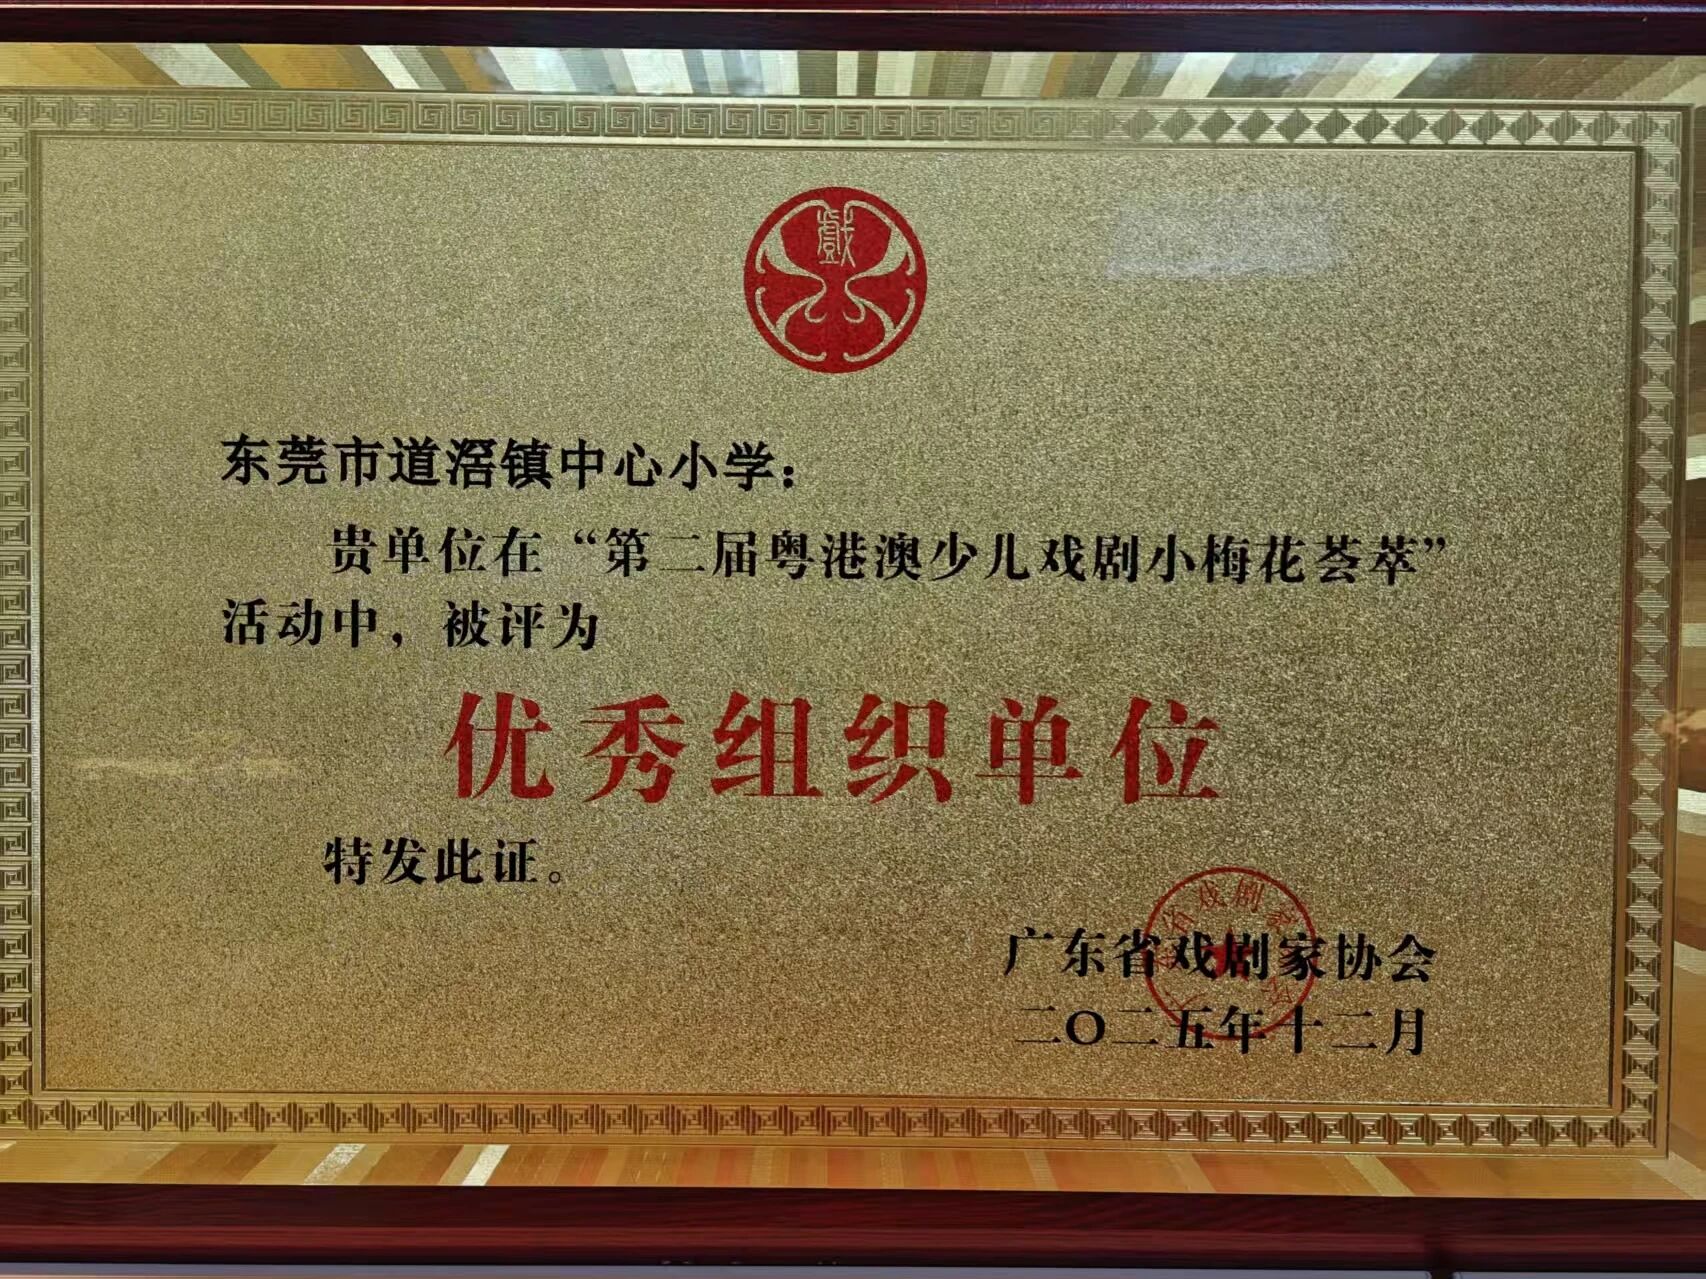 戲
东莞市道滘镇中心小学：
贵单位在“第二届粤港澳少儿戏剧小梅花荟萃”
活动中，被评为
优秀组织单位
特发此证。
广东省戏剧家协会
二〇二五年十二月